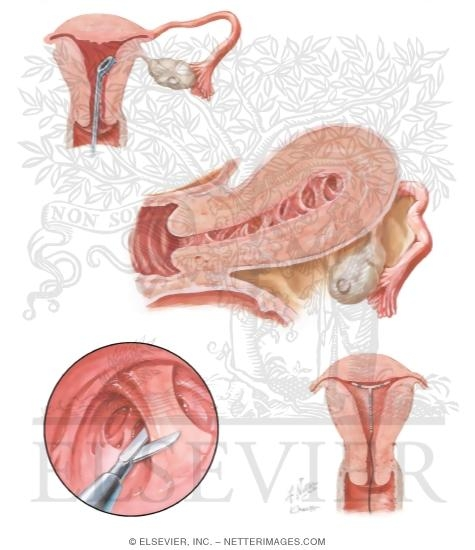 NON SO
ELSEVIER
© ELSEVIER, INC. – NETTERIMAGES.COM